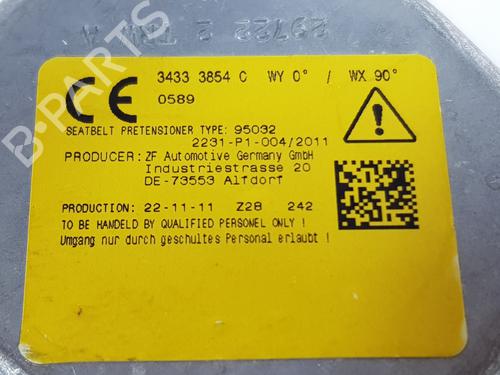 CE 3433 3854 C WY 0° / WX 90°
0589
SEATBELT PRETENSIONER TYPE: 95032
2231-P1-004/2011
PRODUCER: ZF Automotive Germany GmbH
Industriestrasse 20
DE-73553 Alfdorf
PRODUCTION: 22-11-11 Z28 242
TO BE HANDELED BY QUALIFIED PERSONEL ONLY !
Umgang nur durch geschultes Personal erlaubt !
B-PARTS